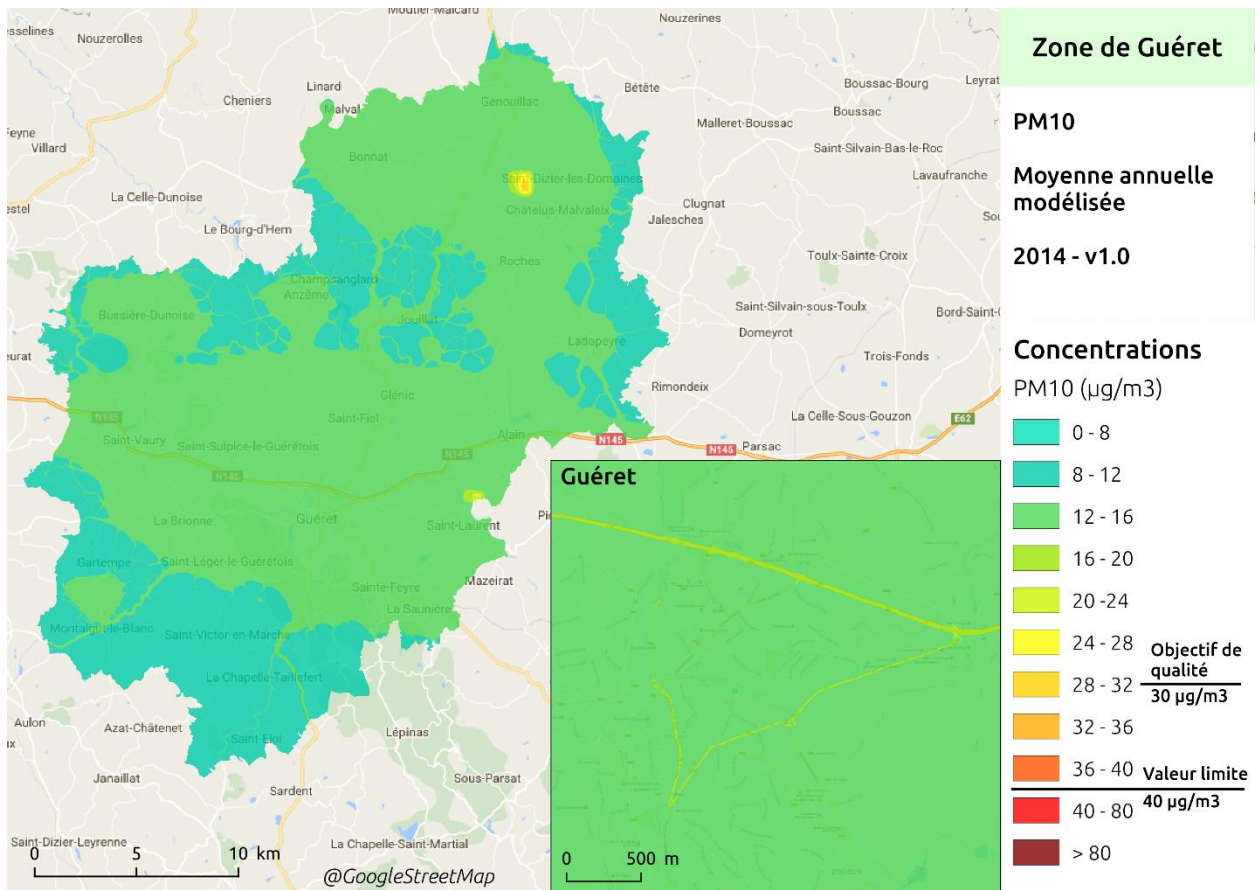 Moutier-Malcard
Nouzerines
Nouzerolles
Linard
Malval
Cheniers
Genouillac
Bétête
Boussac-Bourg
Boussac
Leyrat
Malleret-Boussac
Villard
Bonnat
Saint-Silvain-Bas-le-Roc
Lavaufranche
La Celle-Dunoise
Saint-Dizier-les-Domaines
Châtelus-Malvaleix
Clugnat
Jalesches
Le Bourg-d'Hem
Roches
Toulx-Sainte-Croix
Champsanglard
Anzême
Bussière-Dunoise
Jouillat
Saint-Silvain-sous-Toulx
Domeyrot
Ladapeyre
Trois-Fonds
Glénic
Rimondeix
Saint-Fiel
La Celle-Sous-Gouzon
E62
N145
Saint-Vaury
Saint-Sulpice-le-Guérétois
Ajain
N145
N145
N145
Parsac
La Brionne
Guéret
Saint-Laurent
Gartempe
Saint-Léger-le-Guérétois
Sainte-Feyre
Mazeirat
La Saunière
Montaigut-le-Blanc
Saint-Victor-en-Marche
La Chapelle-Taillefert
Aulon
Azat-Châtenet
Saint-Eloi
Lépinas
Janaillat
Sous-Parsat
Sardent
Saint-Dizier-Leyrenne
La Chapelle-Saint-Martial
0 5 10 km
@GoogleStreetMap
Guéret
0 500 m
Zone de Guéret
PM10
Moyenne annuelle
modélisée
2014 - v1.0
Concentrations
PM10 (µg/m3)
0 - 8
8 - 12
12 - 16
16 - 20
20 -24
24 - 28
28 - 32
32 - 36
36 - 40
40 - 80
> 80
Objectif de
qualité
30 µg/m3
Valeur limite
40 µg/m3